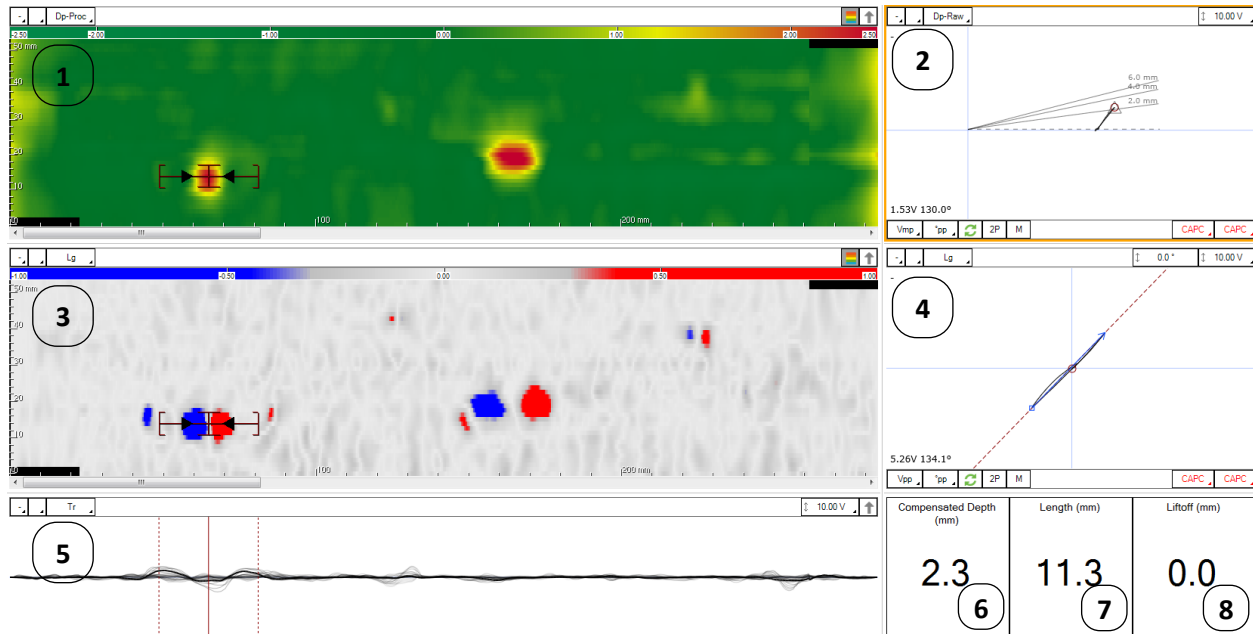 - Dp-Proc
-2.50 -2.00 -1.00 0.00 1.00 2.00 2.50
50 mm
40
30
20
10
1
100
200 mm
- Dp-Raw 10.00 V
-
2
6.0 mm
4.0 mm
2.0 mm
1.53V 130.0°
Vmp °pp 2P M CAPC CAPC
- Lg
-1.00 -0.50 0.00 0.50 1.00
50 mm
40
30
20
10
3
100
200 mm
- Lg 0.0 ° 10.00 V
-
4
5.26V 134.1°
Vpp °pp 2P M CAPC CAPC
- Tr 10.00 V
5
Compensated Depth
(mm)
2.3
6
Length (mm)
11.3
7
Liftoff (mm)
0.0
8